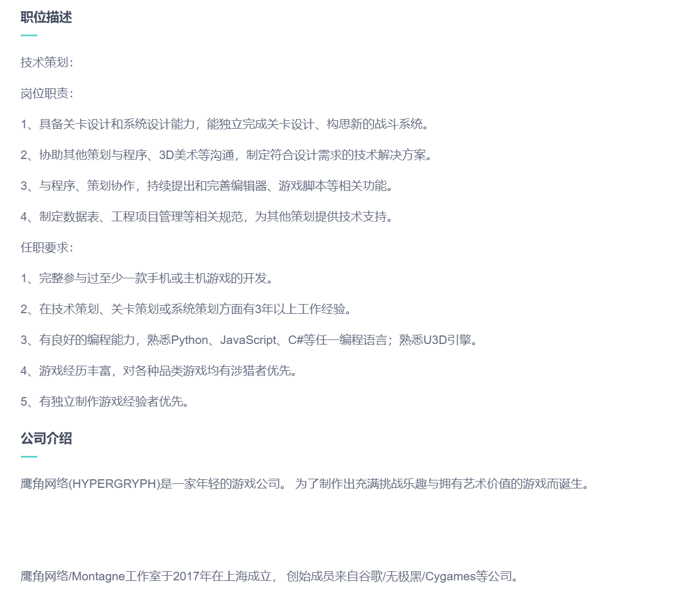 职位描述
技术策划：
岗位职责：
1、具备关卡设计和系统设计能力，能独立完成关卡设计、构思新的战斗系统。
2、协助其他策划与程序、3D美术等沟通，制定符合设计需求的技术解决方案。
3、与程序、策划协作，持续提出和完善编辑器、游戏脚本等相关功能。
4、制定数据表、工程项目管理等相关规范，为其他策划提供技术支持。
任职要求：
1、完整参与过至少一款手机或主机游戏的开发。
2、在技术策划、关卡策划或系统策划方面有3年以上工作经验。
3、有良好的编程能力，熟悉Python、JavaScript、C#等任一编程语言；熟悉U3D引擎。
4、游戏经历丰富，对各种品类游戏均有涉猎者优先。
5、有独立制作游戏经验者优先。
公司介绍
鹰角网络(HYPERGRYPH)是一家年轻的游戏公司。 为了制作出充满挑战乐趣与拥有艺术价值的游戏而诞生。
鹰角网络/Montagne工作室于2017年在上海成立， 创始成员来自谷歌/无极黑/Cygames等公司。